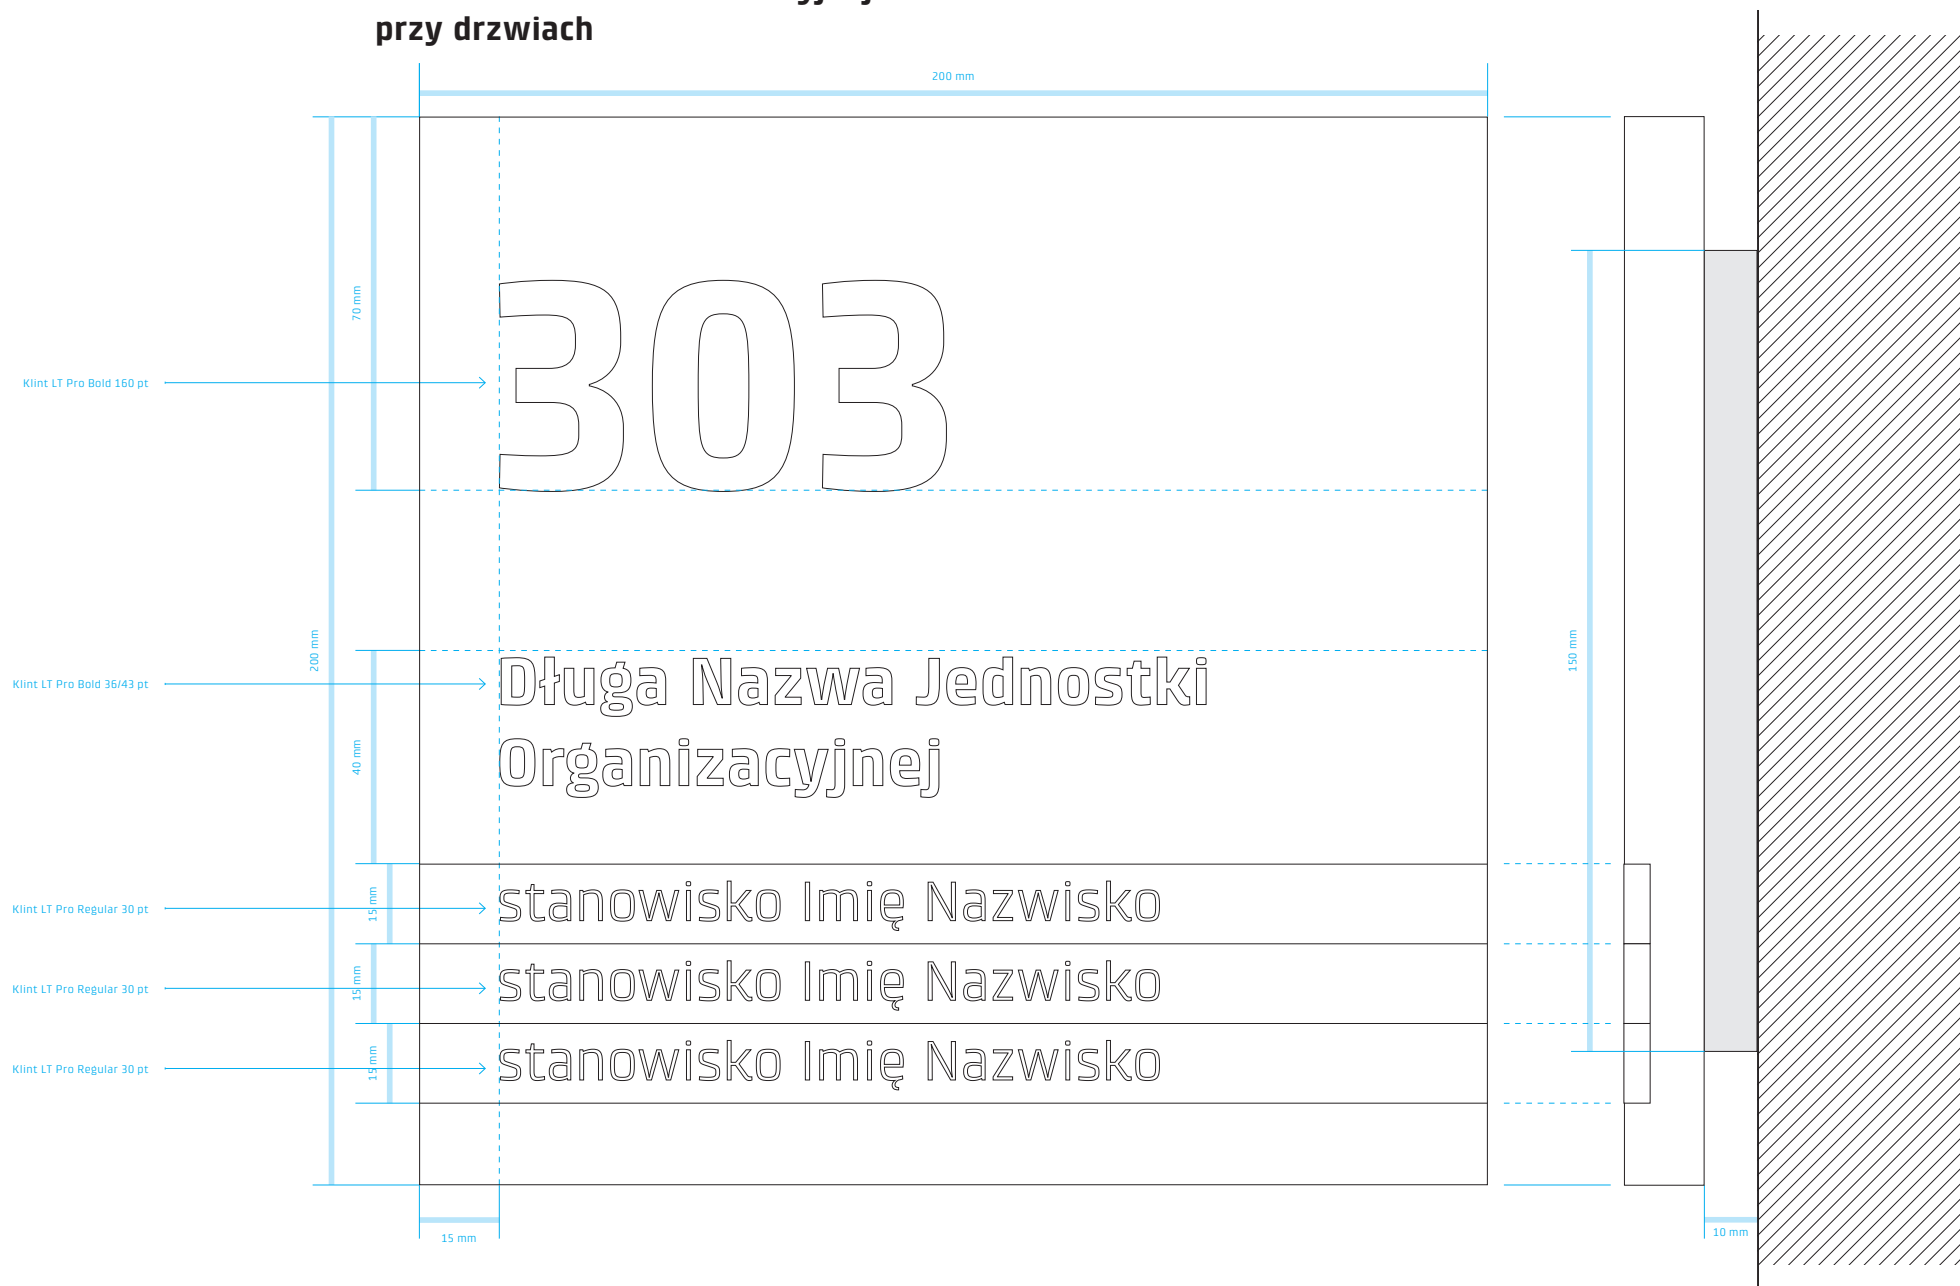 przy drzwiach
200 mm
70 mm
Klint LT Pro Bold 160 pt
303
200 mm
150 mm
Klint LT Pro Bold 36/43 pt
Długa Nazwa Jednostki
40 mm
Organizacyjnej
Klint LT Pro Regular 30 pt
15 mm
stanowisko Imię Nazwisko
Klint LT Pro Regular 30 pt
15 mm
stanowisko Imię Nazwisko
Klint LT Pro Regular 30 pt
15 mm
stanowisko Imię Nazwisko
15 mm
10 mm